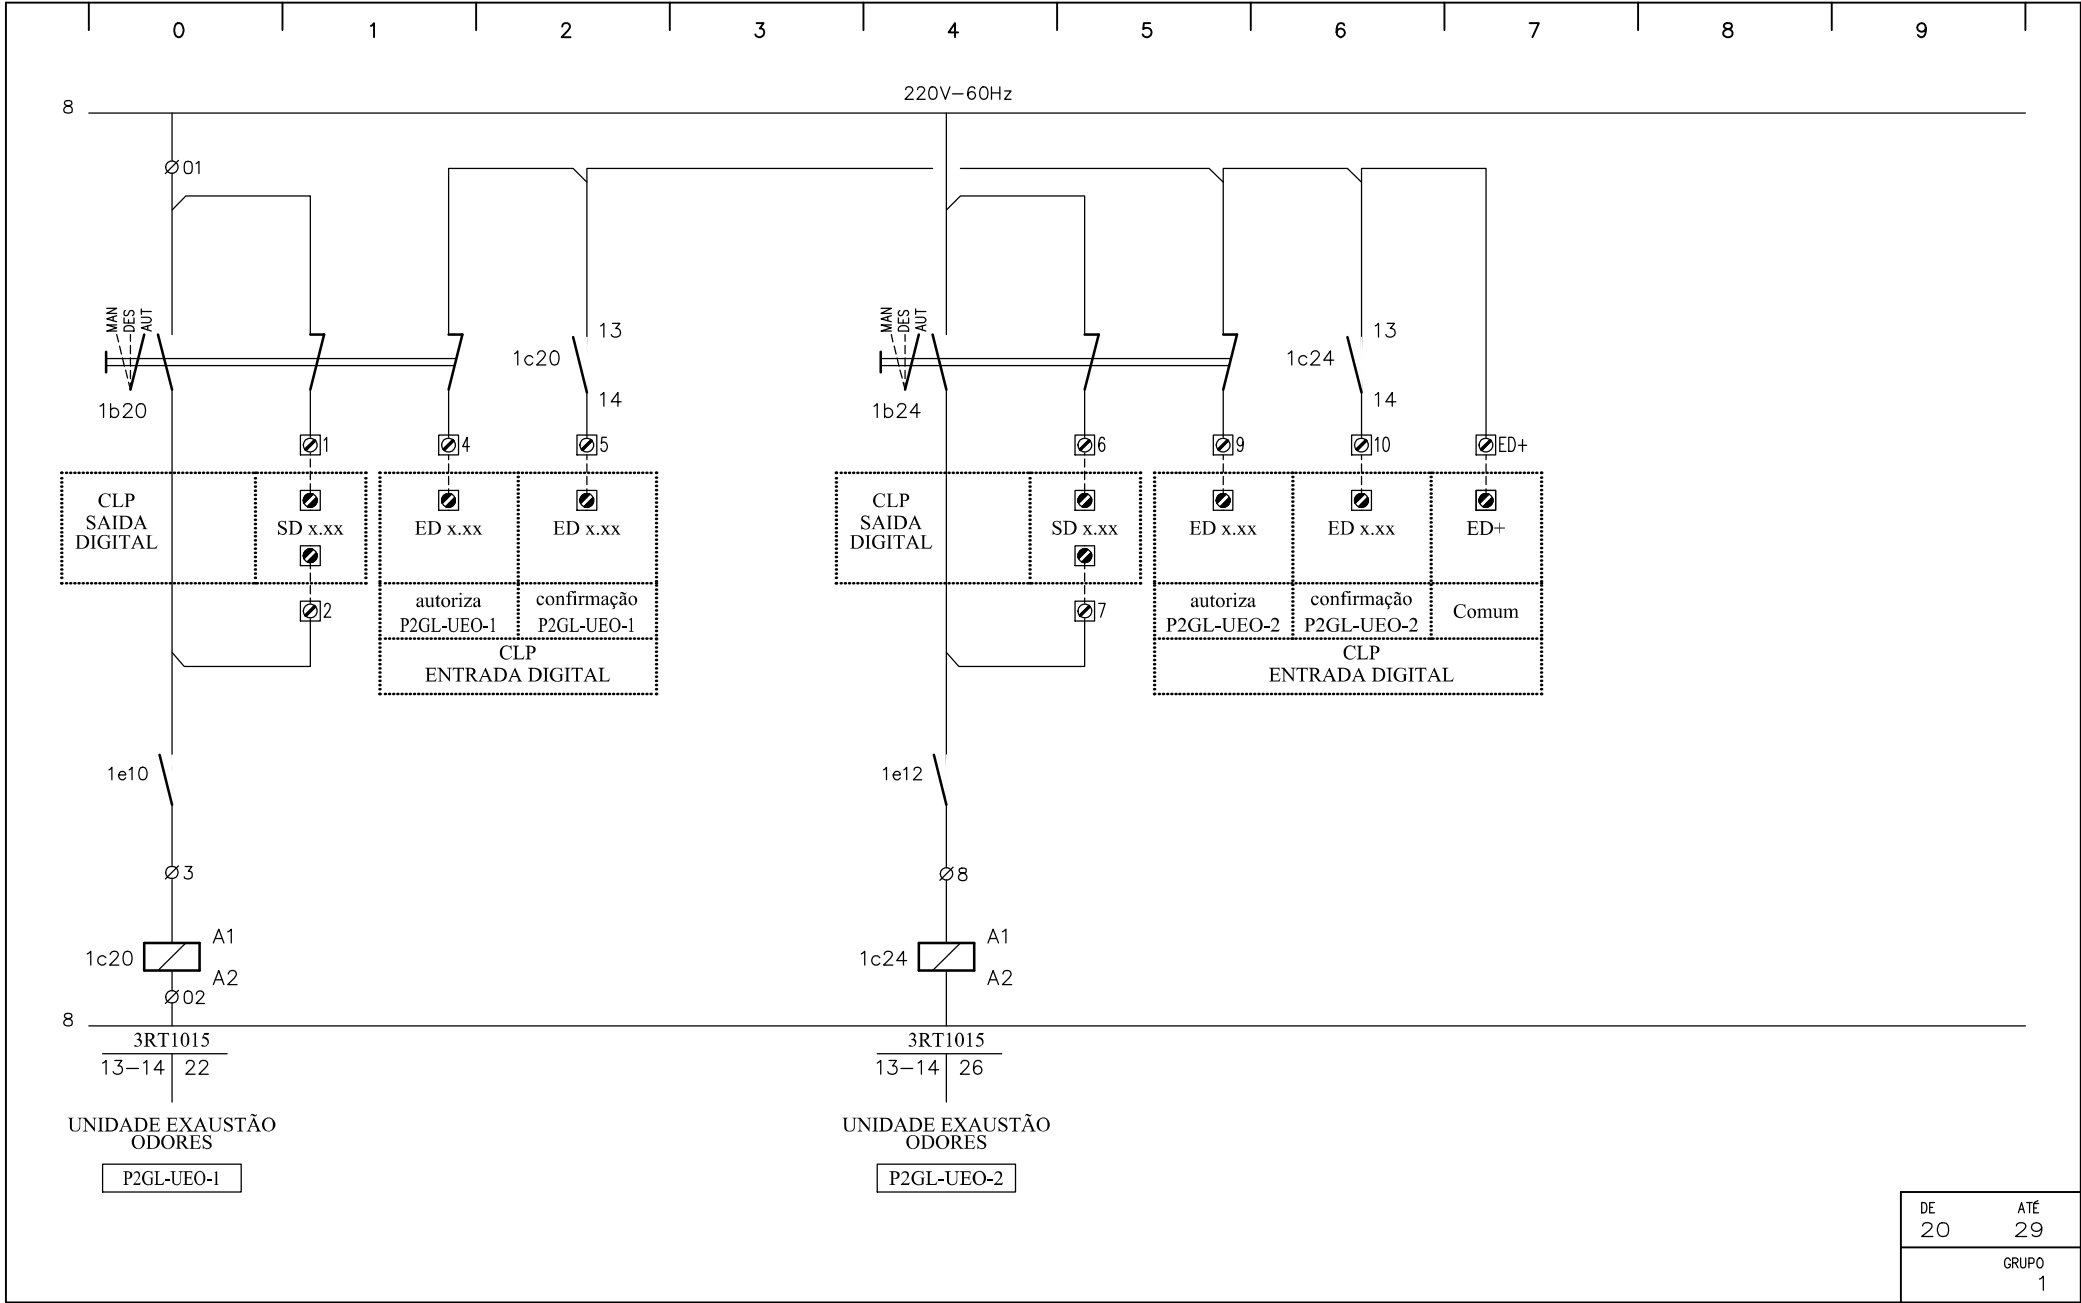 0 1 2 3 4 5 6 7 8 9
220V-60Hz
8
01
MAN DES AUT
1b20
1c20
13
14
MAN DES AUT
1b24
1c24
13
14
1 4 5 6 9 10 ED+
CLP
SAIDA
DIGITAL
SD x.xx
2
ED x.xx
ED x.xx
autoriza
P2GL-UEO-1
confirmação
P2GL-UEO-1
CLP
ENTRADA DIGITAL
CLP
SAIDA
DIGITAL
SD x.xx
7
ED x.xx
ED x.xx
ED+
autoriza
P2GL-UEO-2
confirmação
P2GL-UEO-2
Comum
CLP
ENTRADA DIGITAL
1e10
1e12
3
8
1c20
A1
A2
02
1c24
A1
A2
8
3RT1015
13-14 22
UNIDADE EXAUSTÃO
ODORES
P2GL-UEO-1
3RT1015
13-14 26
UNIDADE EXAUSTÃO
ODORES
P2GL-UEO-2
DE ATÉ
20 29
GRUPO
1